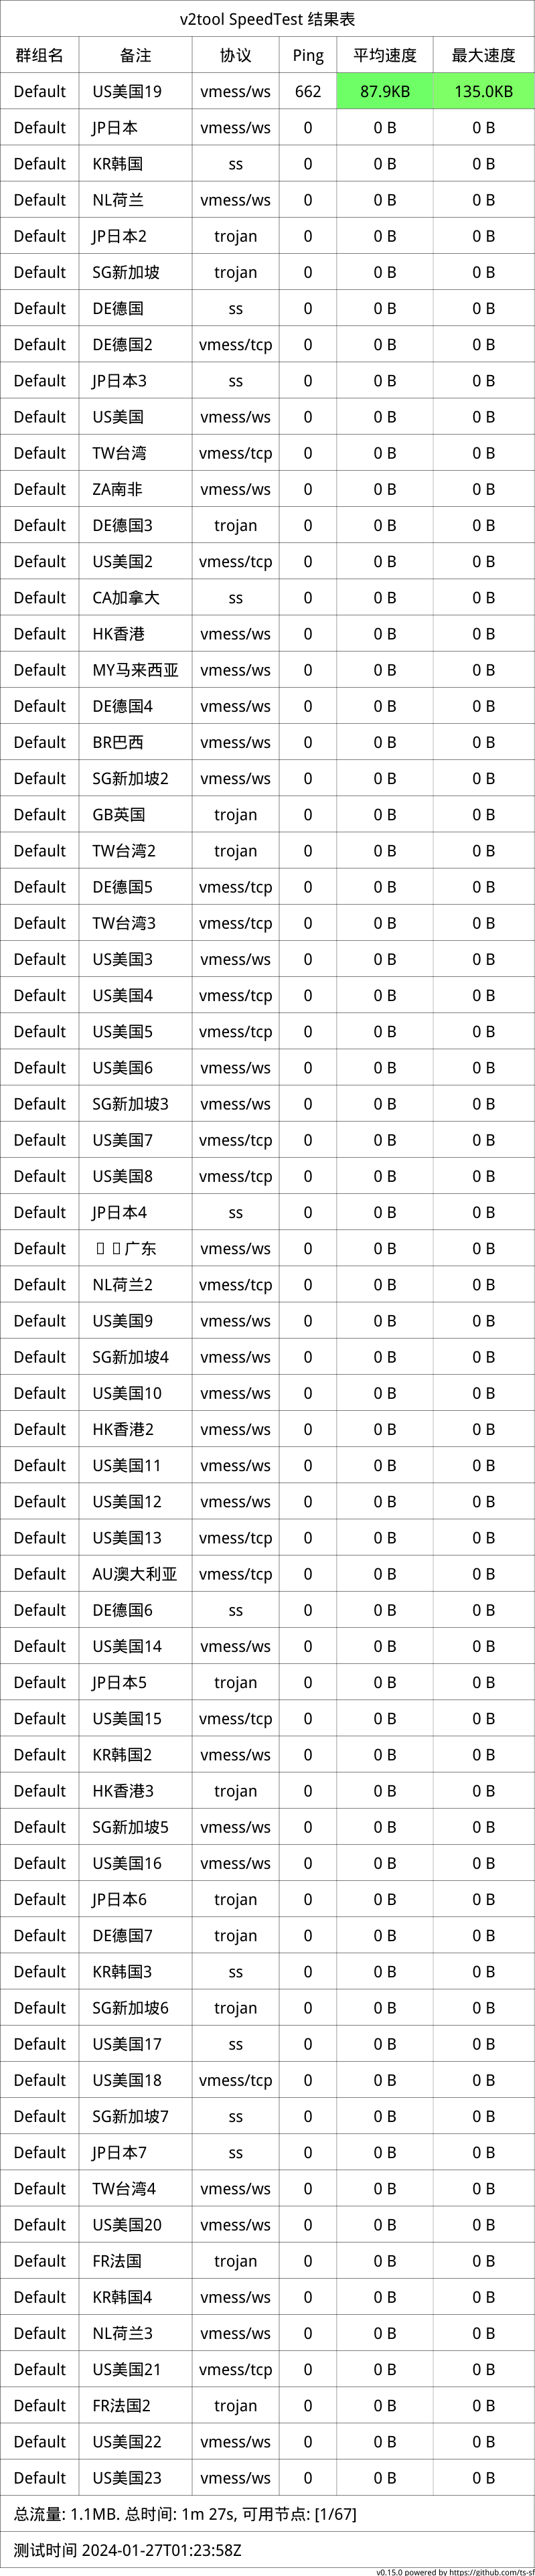 v2tool SpeedTest 结果表
群组名 备注 协议 Ping 平均速度 最大速度
Default US美国19 vmess/ws 662 87.9KB 135.0KB
Default JP日本 vmess/ws 0 0 B 0 B
Default KR韩国 ss 0 0 B 0 B
Default NL荷兰 vmess/ws 0 0 B 0 B
Default JP日本2 trojan 0 0 B 0 B
Default SG新加坡 trojan 0 0 B 0 B
Default DE德国 ss 0 0 B 0 B
Default DE德国2 vmess/tcp 0 0 B 0 B
Default JP日本3 ss 0 0 B 0 B
Default US美国 vmess/ws 0 0 B 0 B
Default TW台湾 vmess/tcp 0 0 B 0 B
Default ZA南非 vmess/ws 0 0 B 0 B
Default DE德国3 trojan 0 0 B 0 B
Default US美国2 vmess/tcp 0 0 B 0 B
Default CA加拿大 ss 0 0 B 0 B
Default HK香港 vmess/ws 0 0 B 0 B
Default MY马来西亚 vmess/ws 0 0 B 0 B
Default DE德国4 vmess/ws 0 0 B 0 B
Default BR巴西 vmess/ws 0 0 B 0 B
Default SG新加坡2 vmess/ws 0 0 B 0 B
Default GB英国 trojan 0 0 B 0 B
Default TW台湾2 trojan 0 0 B 0 B
Default DE德国5 vmess/tcp 0 0 B 0 B
Default TW台湾3 vmess/tcp 0 0 B 0 B
Default US美国3 vmess/ws 0 0 B 0 B
Default US美国4 vmess/tcp 0 0 B 0 B
Default US美国5 vmess/tcp 0 0 B 0 B
Default US美国6 vmess/ws 0 0 B 0 B
Default SG新加坡3 vmess/ws 0 0 B 0 B
Default US美国7 vmess/tcp 0 0 B 0 B
Default US美国8 vmess/tcp 0 0 B 0 B
Default JP日本4 ss 0 0 B 0 B
Default 广东 vmess/ws 0 0 B 0 B
Default NL荷兰2 vmess/tcp 0 0 B 0 B
Default US美国9 vmess/ws 0 0 B 0 B
Default SG新加坡4 vmess/ws 0 0 B 0 B
Default US美国10 vmess/ws 0 0 B 0 B
Default HK香港2 vmess/ws 0 0 B 0 B
Default US美国11 vmess/ws 0 0 B 0 B
Default US美国12 vmess/ws 0 0 B 0 B
Default US美国13 vmess/tcp 0 0 B 0 B
Default AU澳大利亚 vmess/tcp 0 0 B 0 B
Default DE德国6 ss 0 0 B 0 B
Default US美国14 vmess/ws 0 0 B 0 B
Default JP日本5 trojan 0 0 B 0 B
Default US美国15 vmess/tcp 0 0 B 0 B
Default KR韩国2 vmess/ws 0 0 B 0 B
Default HK香港3 trojan 0 0 B 0 B
Default SG新加坡5 vmess/ws 0 0 B 0 B
Default US美国16 vmess/ws 0 0 B 0 B
Default JP日本6 trojan 0 0 B 0 B
Default DE德国7 trojan 0 0 B 0 B
Default KR韩国3 ss 0 0 B 0 B
Default SG新加坡6 trojan 0 0 B 0 B
Default US美国17 ss 0 0 B 0 B
Default US美国18 vmess/tcp 0 0 B 0 B
Default SG新加坡7 ss 0 0 B 0 B
Default JP日本7 ss 0 0 B 0 B
Default TW台湾4 vmess/ws 0 0 B 0 B
Default US美国20 vmess/ws 0 0 B 0 B
Default FR法国 trojan 0 0 B 0 B
Default KR韩国4 vmess/ws 0 0 B 0 B
Default NL荷兰3 vmess/ws 0 0 B 0 B
Default US美国21 vmess/tcp 0 0 B 0 B
Default FR法国2 trojan 0 0 B 0 B
Default US美国22 vmess/ws 0 0 B 0 B
Default US美国23 vmess/ws 0 0 B 0 B
总流量: 1.1MB. 总时间: 1m 27s, 可用节点: [1/67]
测试时间 2024-01-27T01:23:58Z
v0.15.0 powered by https://github.com/ts-sf